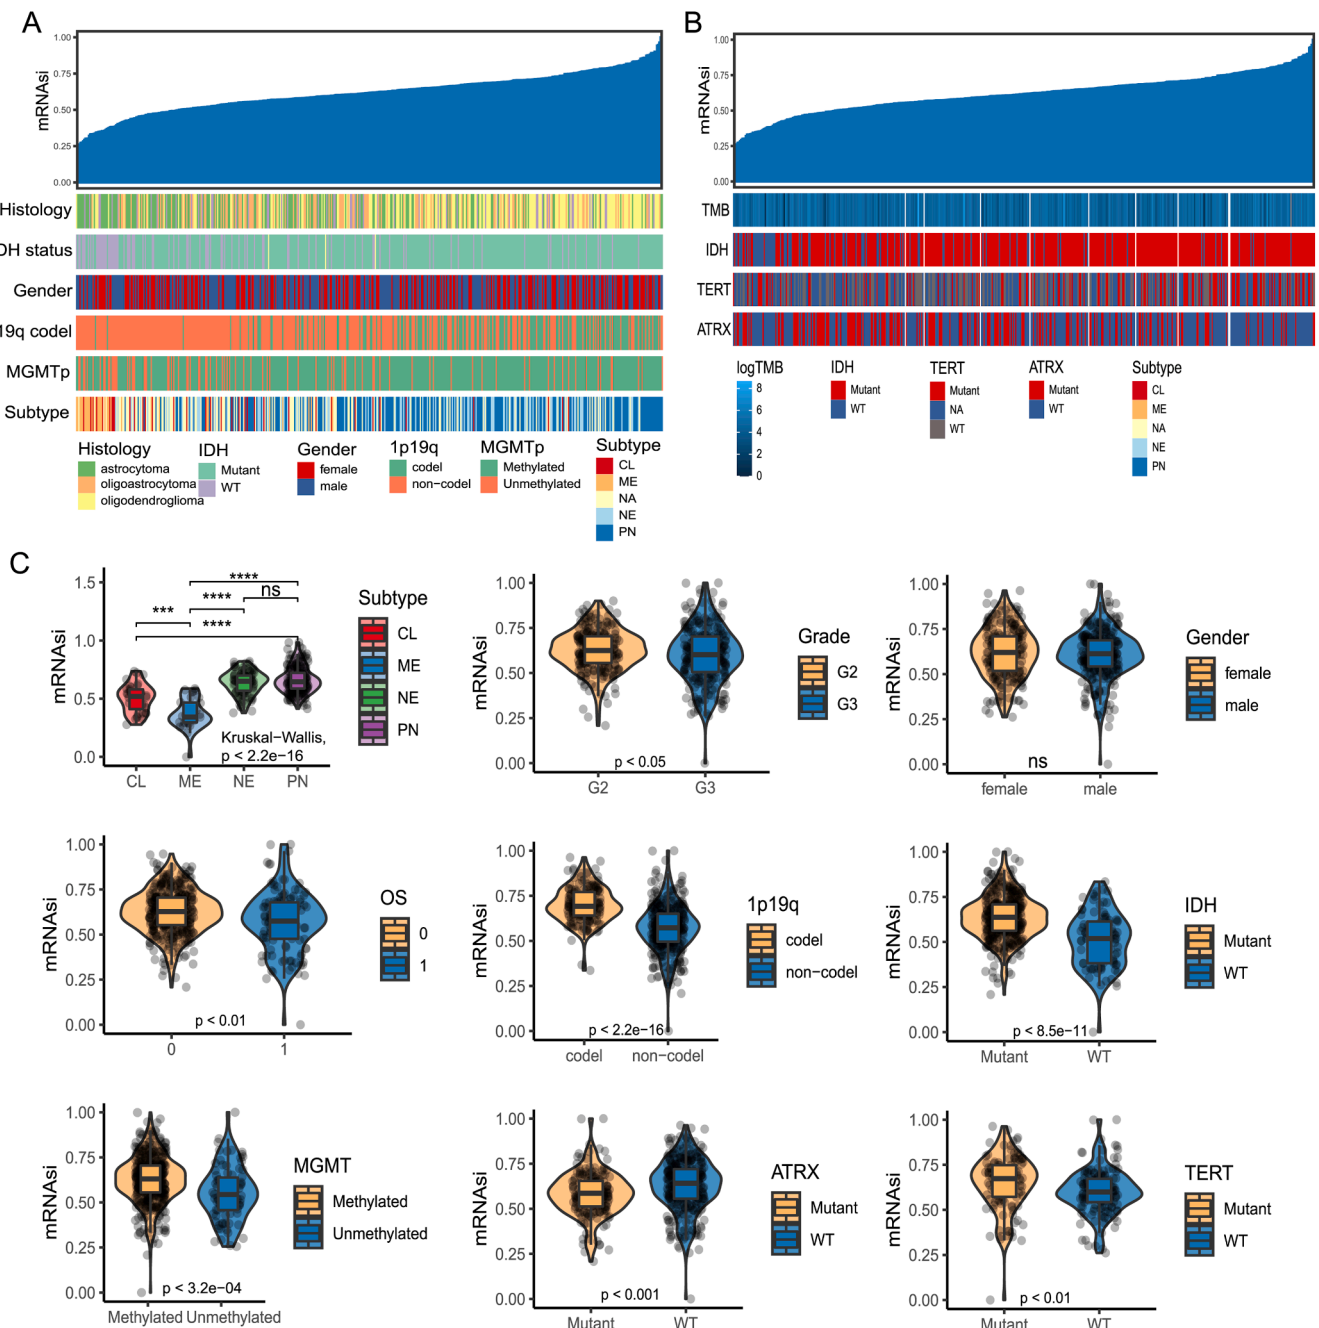 A
B
1.00
0.75
0.50
0.25
0.00
mRNAsi
Histology
DH status
Gender
19q codel
MGMTp
Subtype
Histology
astrocytoma
oligoastrocytoma
oligodendroglioma
IDH
Mutant
WT
Gender
female
male
1p19q
codel
non-codel
MGMTp
Methylated
Unmethylated
Subtype
CL
ME
NA
NE
PN
1.00
0.75
0.50
0.25
0.00
mRNAsi
TMB
IDH
TERT
ATRX
logTMB
8
6
4
2
0
IDH
Mutant
WT
TERT
Mutant
NA
WT
ATRX
Mutant
WT
Subtype
CL
ME
NA
NE
PN
C
1.5
1.0
0.5
0.0
mRNAsi
****
**** ns
***
****
Kruskal−Wallis,
p < 2.2e−16
CL ME NE PN
Subtype
CL
ME
NE
PN
1.00
0.75
0.50
0.25
0.00
mRNAsi
p < 0.05
G2 G3
Grade
G2
G3
1.00
0.75
0.50
0.25
0.00
mRNAsi
ns
female male
Gender
female
male
1.00
0.75
0.50
0.25
0.00
mRNAsi
p < 0.01
0 1
OS
0
1
1.00
0.75
0.50
0.25
0.00
mRNAsi
p < 2.2e−16
codel non−codel
1p19q
codel
non−codel
1.00
0.75
0.50
0.25
0.00
mRNAsi
p < 8.5e−11
Mutant WT
IDH
Mutant
WT
1.00
0.75
0.50
0.25
0.00
mRNAsi
p < 3.2e−04
Methylated Unmethylated
MGMT
Methylated
Unmethylated
1.00
0.75
0.50
0.25
0.00
mRNAsi
p < 0.001
Mutant WT
ATRX
Mutant
WT
1.00
0.75
0.50
0.25
0.00
mRNAsi
p < 0.01
Mutant WT
TERT
Mutant
WT